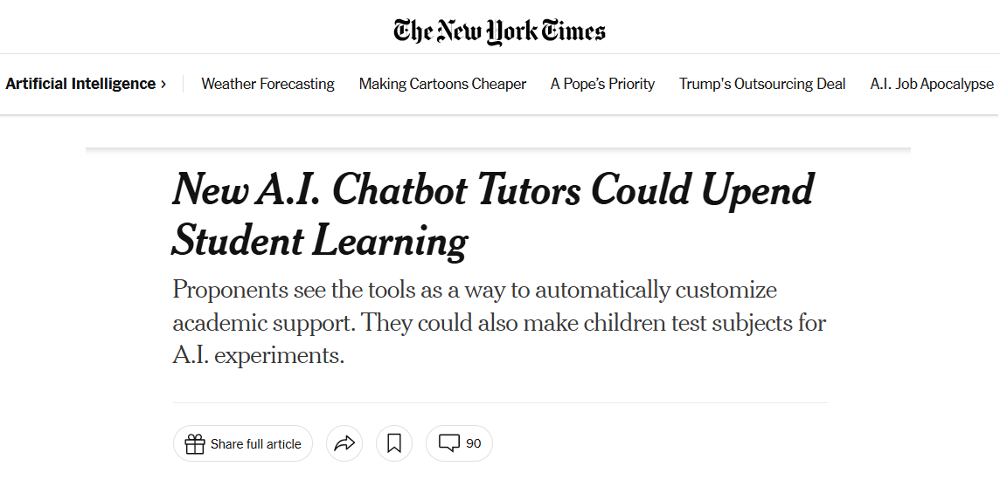 The New York Times
Artificial Intelligence › Weather Forecasting Making Cartoons Cheaper A Pope's Priority Trump's Outsourcing Deal A.I. Job Apocalypse
New A.I. Chatbot Tutors Could Upend
Student Learning
Proponents see the tools as a way to automatically customize
academic support. They could also make children test subjects for
A.I. experiments.
Share full article 90